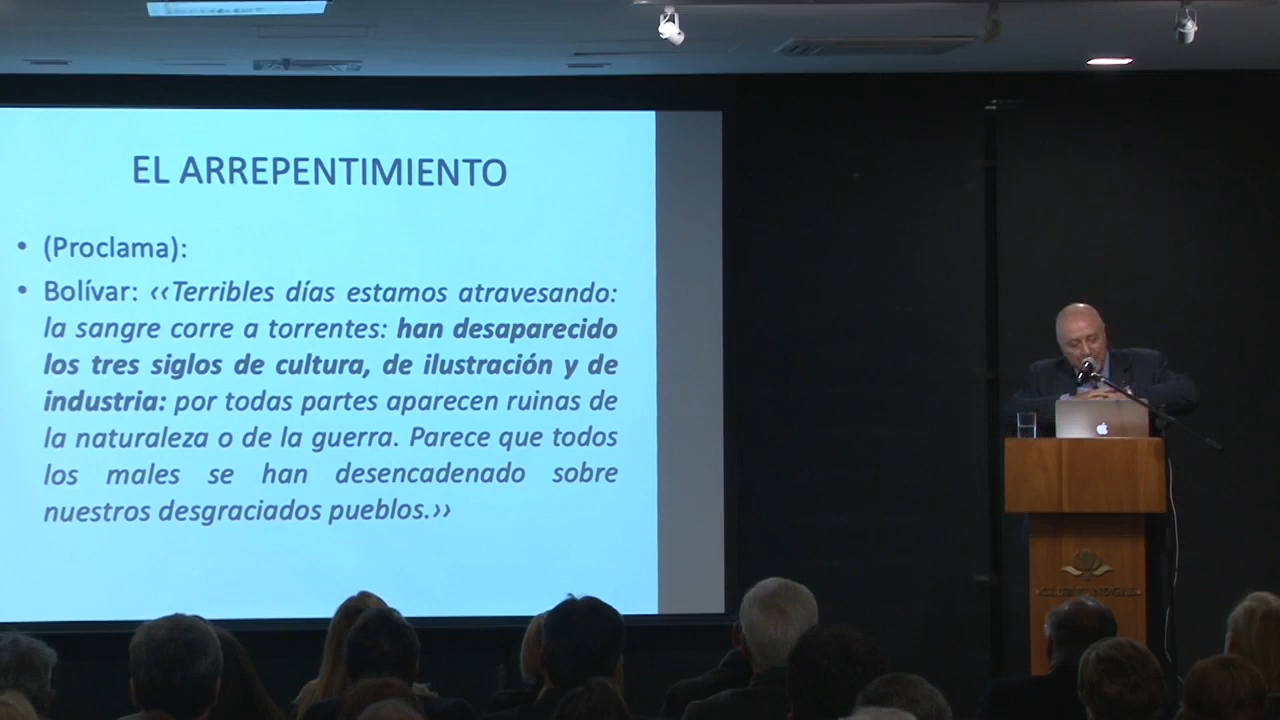 EL ARREPENTIMIENTO
• (Proclama):
• Bolívar: ‹‹Terribles días estamos atravesando:
la sangre corre a torrentes: han desaparecido
los tres siglos de cultura, de ilustración y de
industria: por todas partes aparecen ruinas de
la naturaleza o de la guerra. Parece que todos
los males se han desencadenado sobre
nuestros desgraciados pueblos.››